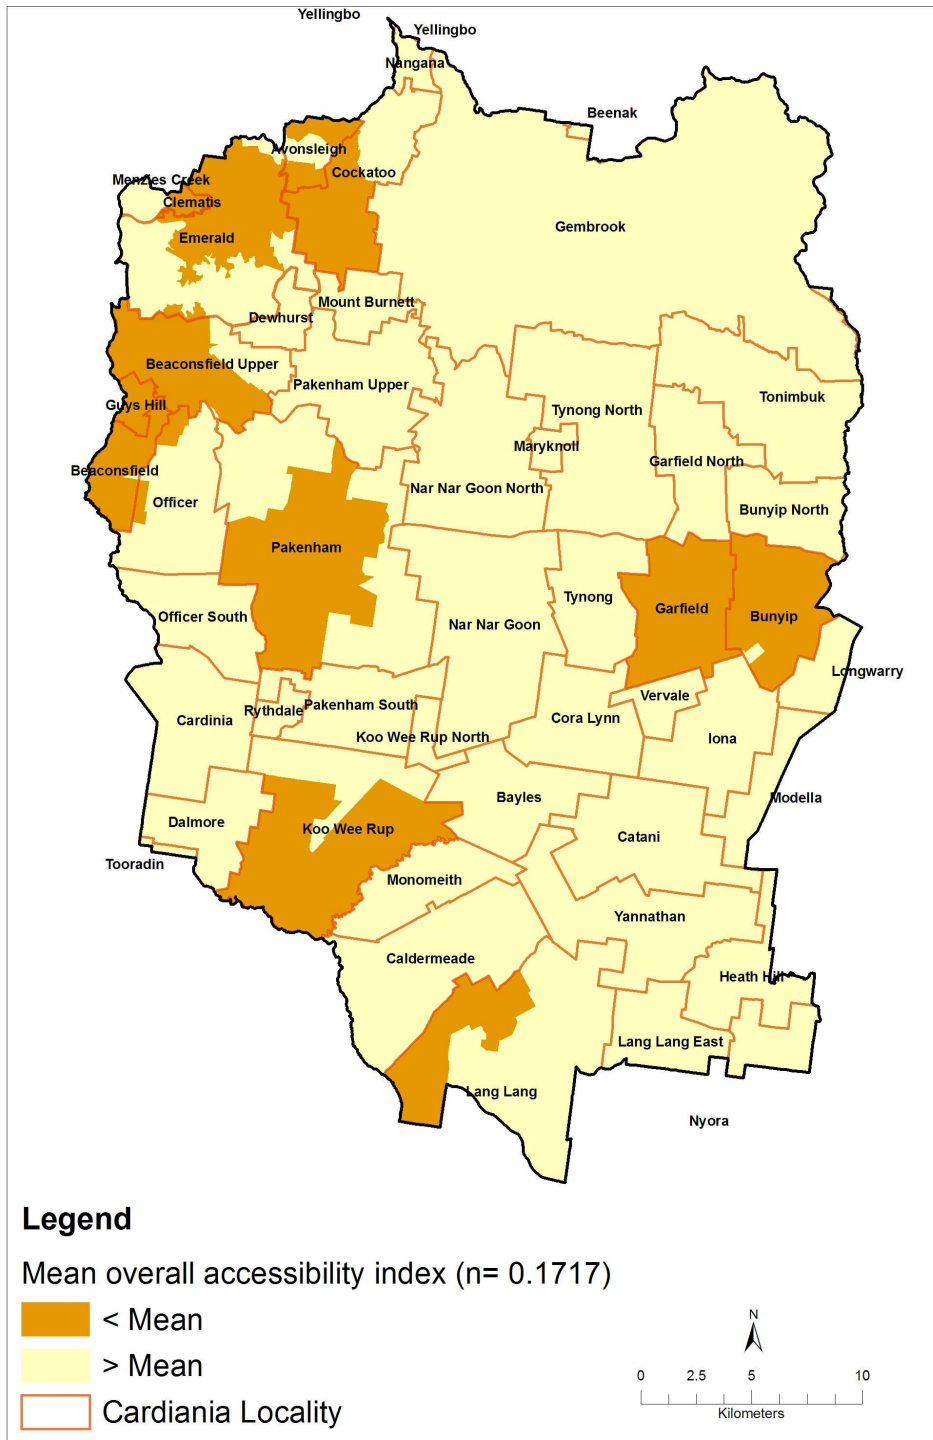 Yellingbo
Yellingbo
Nangana
Beenak
Avonsleigh
Cockatoo
Menzies Creek
Clematis
Gembrook
Emerald
Mount Burnett
Dewhurst
Beaconsfield Upper
Pakenham Upper
Tonimbuk
Guys Hill
Tynong North
Maryknoll
Garfield North
Beaconsfield
Nar Nar Goon North
Officer
Bunyip North
Pakenham
Tynong
Garfield
Officer South
Bunyip
Nar Nar Goon
Longwarry
Vervale
Pakenham South
Rythdale
Cardinia
Cora Lynn
Koo Wee Rup North
Iona
Bayles
Modella
Dalmore
Koo Wee Rup
Catani
Tooradin
Monomeith
Yannathan
Caldermeade
Heath Hill
Lang Lang East
Lang Lang
Nyora
Legend
Mean overall accessibility index (n= 0.1717)
< Mean
> Mean
Cardiania Locality
N
0 2.5 5 10
Kilometers